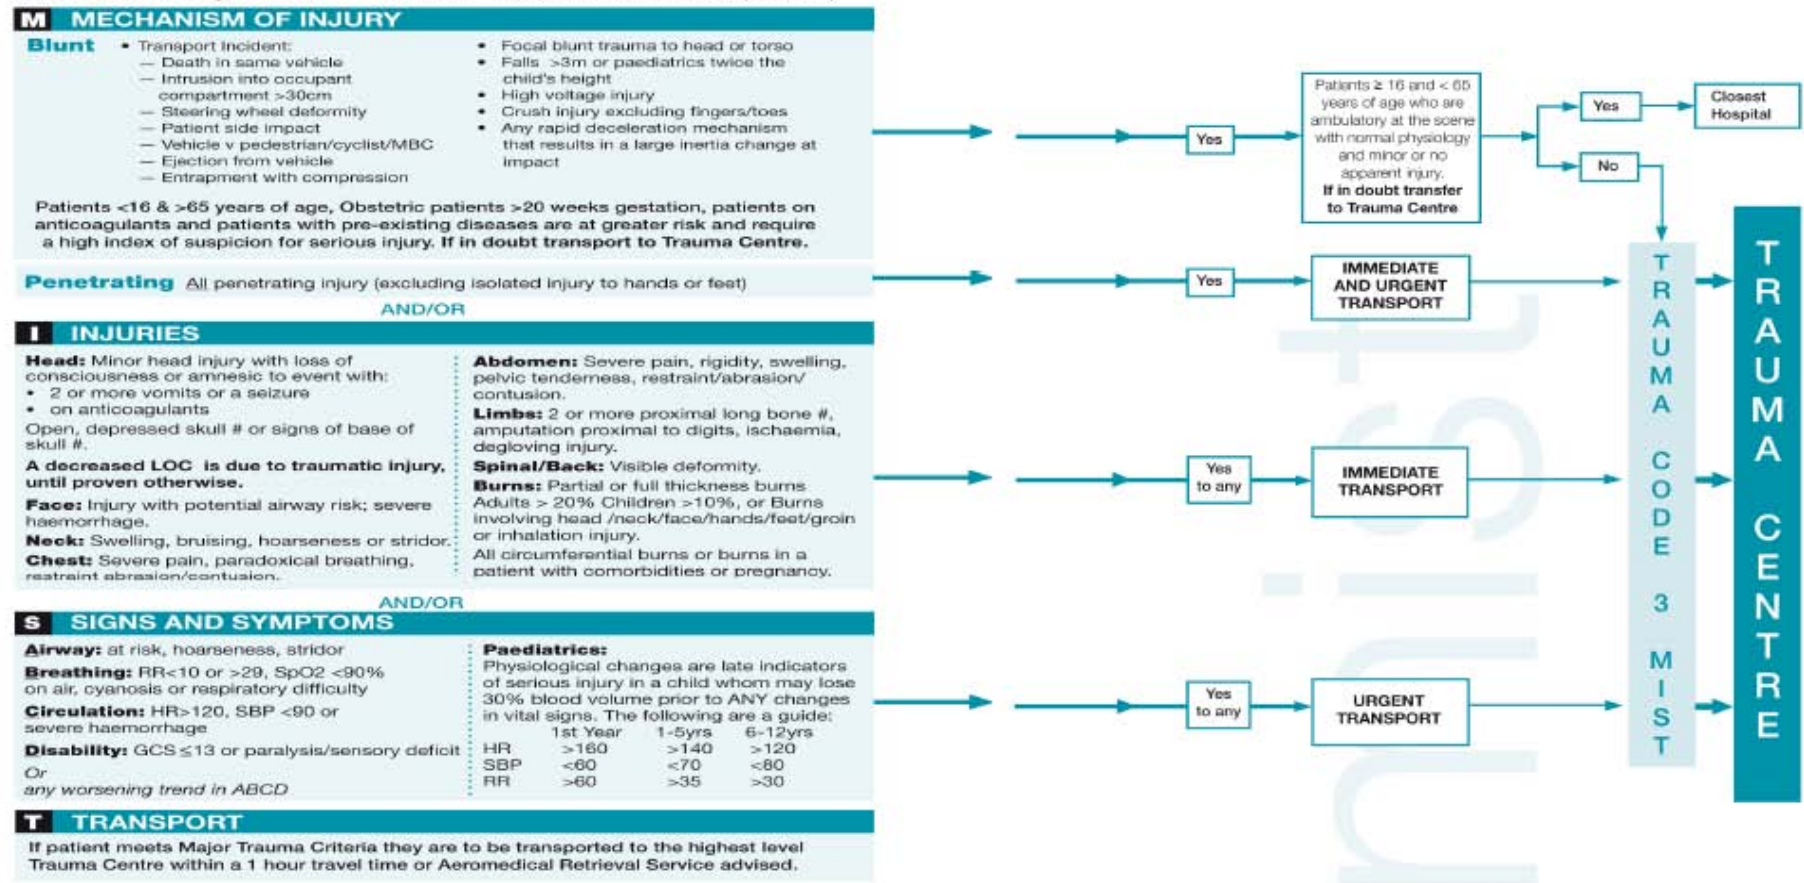 M MECHANISM OF INJURY
Blunt
• Transport Incident:
— Death in same vehicle
— Intrusion into occupant
compartment >30cm
— Steering wheel deformity
— Patient side impact
— Vehicle v pedestrian/cyclist/MBC
— Ejection from vehicle
— Entrapment with compression
• Focal blunt trauma to head or torso
• Falls >3m or paediatrics twice the
child's height
• High voltage injury
• Crush injury excluding fingers/toes
• Any rapid deceleration mechanism
that results in a large inertia change at
impact
Patients <16 & >65 years of age, Obstetric patients >20 weeks gestation, patients on
anticoagulants and patients with pre-existing diseases are at greater risk and require
a high index of suspicion for serious injury. If in doubt transport to Trauma Centre.
Yes
Patients ≥ 16 and < 65
years of age who are
ambulatory at the scene
with normal physiology
and minor or no
apparent injury.
If in doubt transfer
to Trauma Centre
Yes
Closest
Hospital
No
Penetrating All penetrating injury (excluding isolated injury to hands or feet)
Yes
IMMEDIATE
AND URGENT
TRANSPORT
AND/OR
I INJURIES
Head: Minor head injury with loss of
consciousness or amnesic to event with:
• 2 or more vomits or a seizure
• on anticoagulants
Open, depressed skull # or signs of base of
skull #.
A decreased LOC is due to traumatic injury,
until proven otherwise.
Face: Injury with potential airway risk; severe
haemorrhage.
Neck: Swelling, bruising, hoarseness or stridor.
Chest: Severe pain, paradoxical breathing,
restraint abrasion/contusion.
Abdomen: Severe pain, rigidity, swelling,
pelvic tenderness, restraint/abrasion/
contusion.
Limbs: 2 or more proximal long bone #,
amputation proximal to digits, ischaemia,
degloving injury.
Spinal/Back: Visible deformity.
Burns: Partial or full thickness burns
Adults > 20% Children >10%, or Burns
involving head /neck/face/hands/feet/groin
or inhalation injury.
All circumferential burns or burns in a
patient with comorbidities or pregnancy.
Yes
to any
IMMEDIATE
TRANSPORT
AND/OR
S SIGNS AND SYMPTOMS
Airway: at risk, hoarseness, stridor
Breathing: RR<10 or >29, SpO2 <90%
on air, cyanosis or respiratory difficulty
Circulation: HR>120, SBP <90 or
severe haemorrhage
Disability: GCS ≤13 or paralysis/sensory deficit
Or
any worsening trend in ABCD
Paediatrics:
Physiological changes are late indicators
of serious injury in a child whom may lose
30% blood volume prior to ANY changes
in vital signs. The following are a guide:
1st Year 1-5yrs 6-12yrs
HR >160 >140 >120
SBP <60 <70 <80
RR >60 >35 >30
Yes
to any
URGENT
TRANSPORT
T TRANSPORT
If patient meets Major Trauma Criteria they are to be transported to the highest level
Trauma Centre within a 1 hour travel time or Aeromedical Retrieval Service advised.
TRAUMA CODE 3 MIST
TRAUMA CENTRE
mist